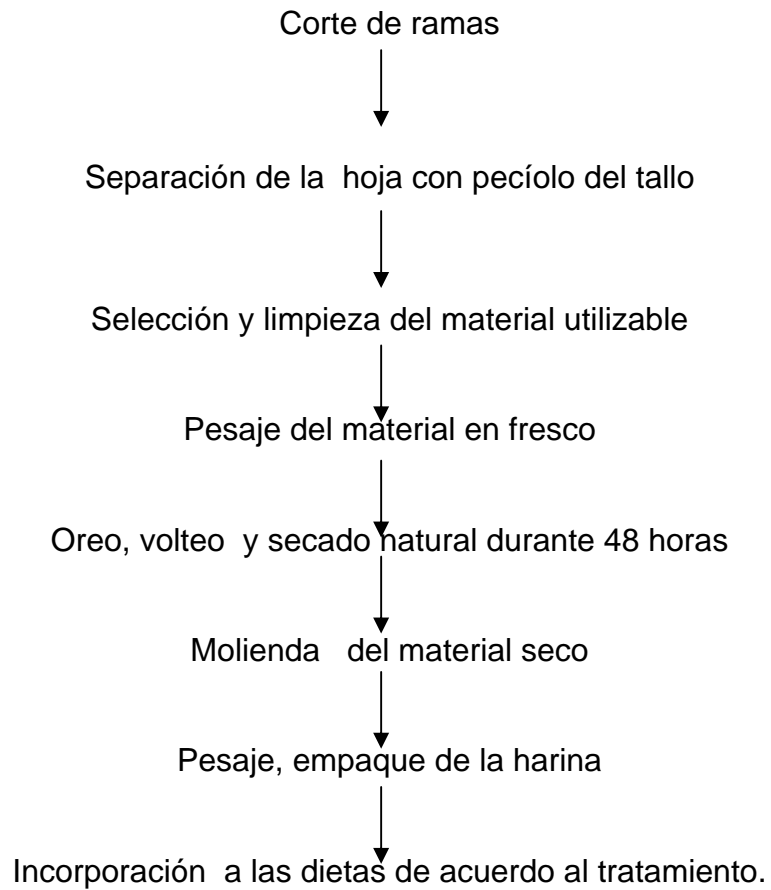 Corte de ramas
Separación de la hoja con pecíolo del tallo
Selección y limpieza del material utilizable
Pesaje del material en fresco
Oreo, volteo y secado natural durante 48 horas
Molienda del material seco
Pesaje, empaque de la harina
Incorporación a las dietas de acuerdo al tratamiento.